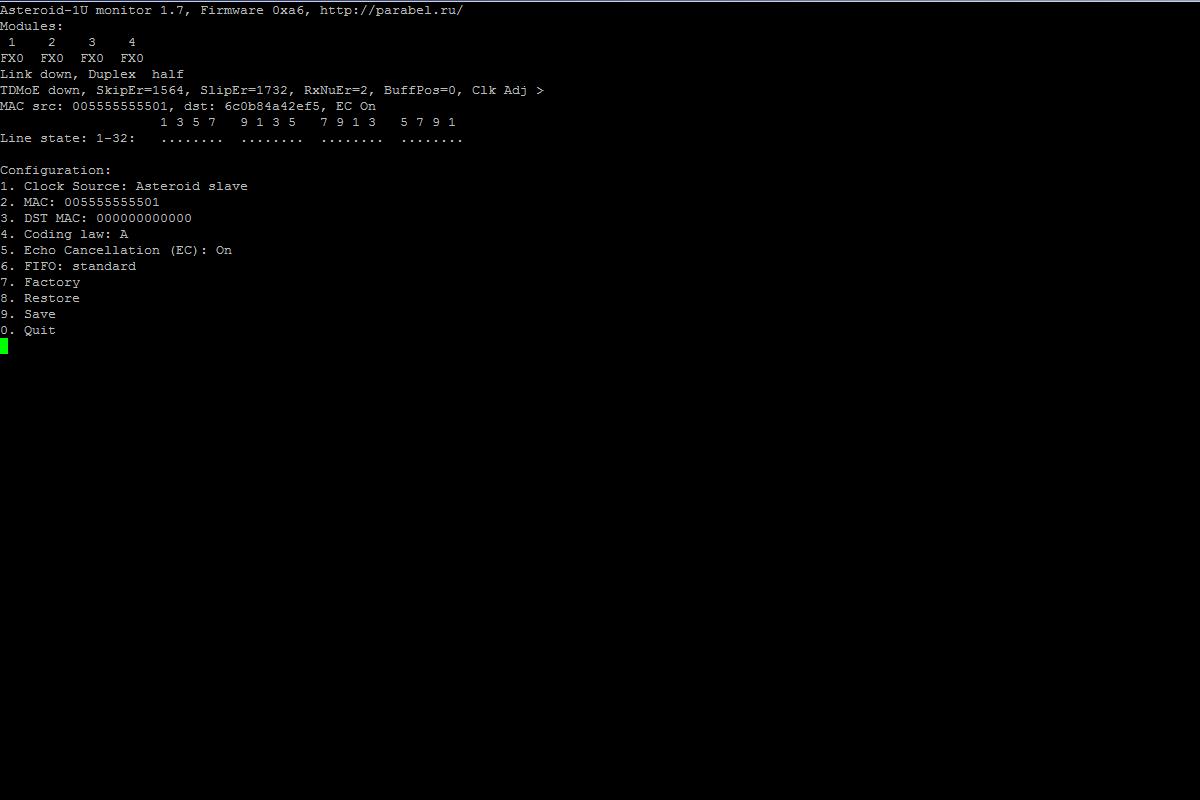 Asteroid-1U monitor 1.7, Firmware 0xa6, http://parabel.ru/
Modules:
 1    2    3    4
FXO  FXO  FXO  FXO
Link down, Duplex  half
TDMoE down, SkipEr=1564, SlipEr=1732, RxNuEr=2, BuffPos=0, Clk Adj >
MAC src: 005555555501, dst: 6c0b84a42ef5, EC On
                    1 3 5 7   9 1 3 5   7 9 1 3   5 7 9 1
Line state: 1-32:   ........  ........  ........  ........
Configuration:
1. Clock Source: Asteroid slave
2. MAC: 005555555501
3. DST MAC: 000000000000
4. Coding law: A
5. Echo Cancellation (EC): On
6. FIFO: standard
7. Factory
8. Restore
9. Save
0. Quit